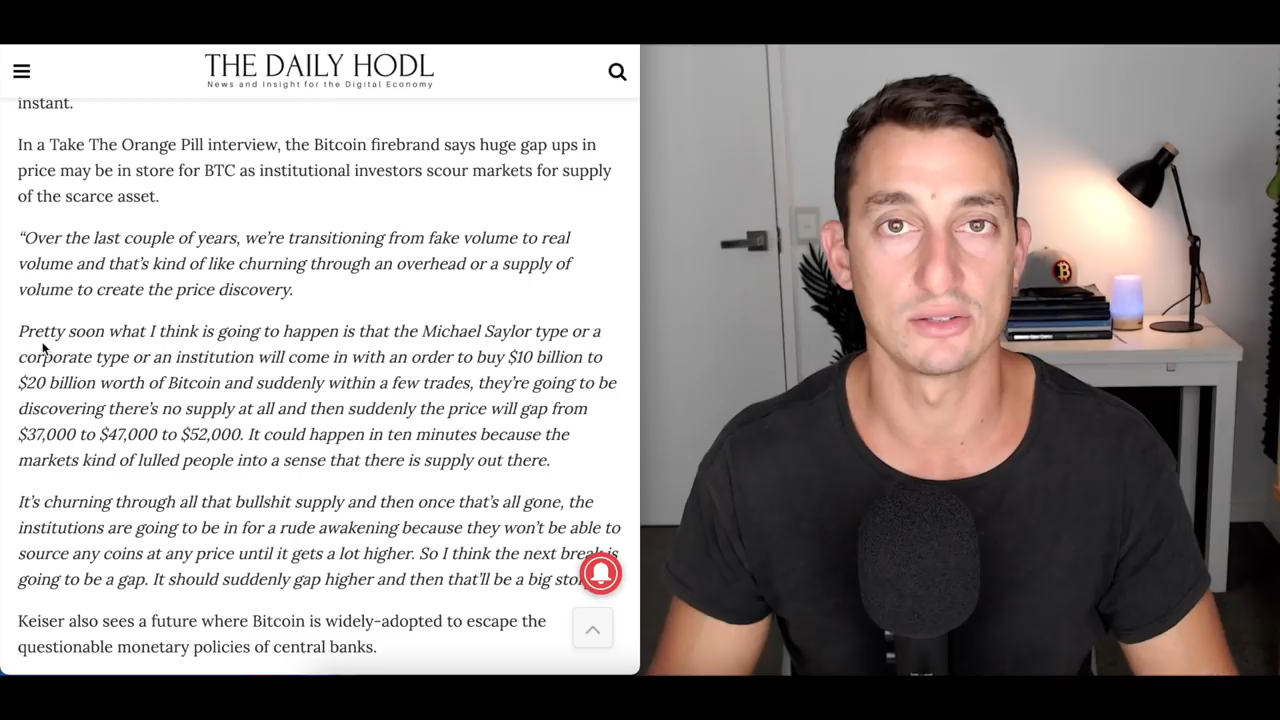 THE DAILY HODL
News and Insight for the Digital Economy
instant.
In a Take The Orange Pill interview, the Bitcoin firebrand says huge gap ups in
price may be in store for BTC as institutional investors scour markets for supply
of the scarce asset.
“Over the last couple of years, we’re transitioning from fake volume to real
volume and that’s kind of like churning through an overhead or a supply of
volume to create the price discovery.
Pretty soon what I think is going to happen is that the Michael Saylor type or a
corporate type or an institution will come in with an order to buy $10 billion to
$20 billion worth of Bitcoin and suddenly within a few trades, they’re going to be
discovering there’s no supply at all and then suddenly the price will gap from
$37,000 to $47,000 to $52,000. It could happen in ten minutes because the
markets kind of lulled people into a sense that there is supply out there.
It’s churning through all that bullshit supply and then once that’s all gone, the
institutions are going to be in for a rude awakening because they won’t be able to
source any coins at any price until it gets a lot higher. So I think the next break is
going to be a gap. It should suddenly gap higher and then that’ll be a big
Keiser also sees a future where Bitcoin is widely-adopted to escape the
questionable monetary policies of central banks.